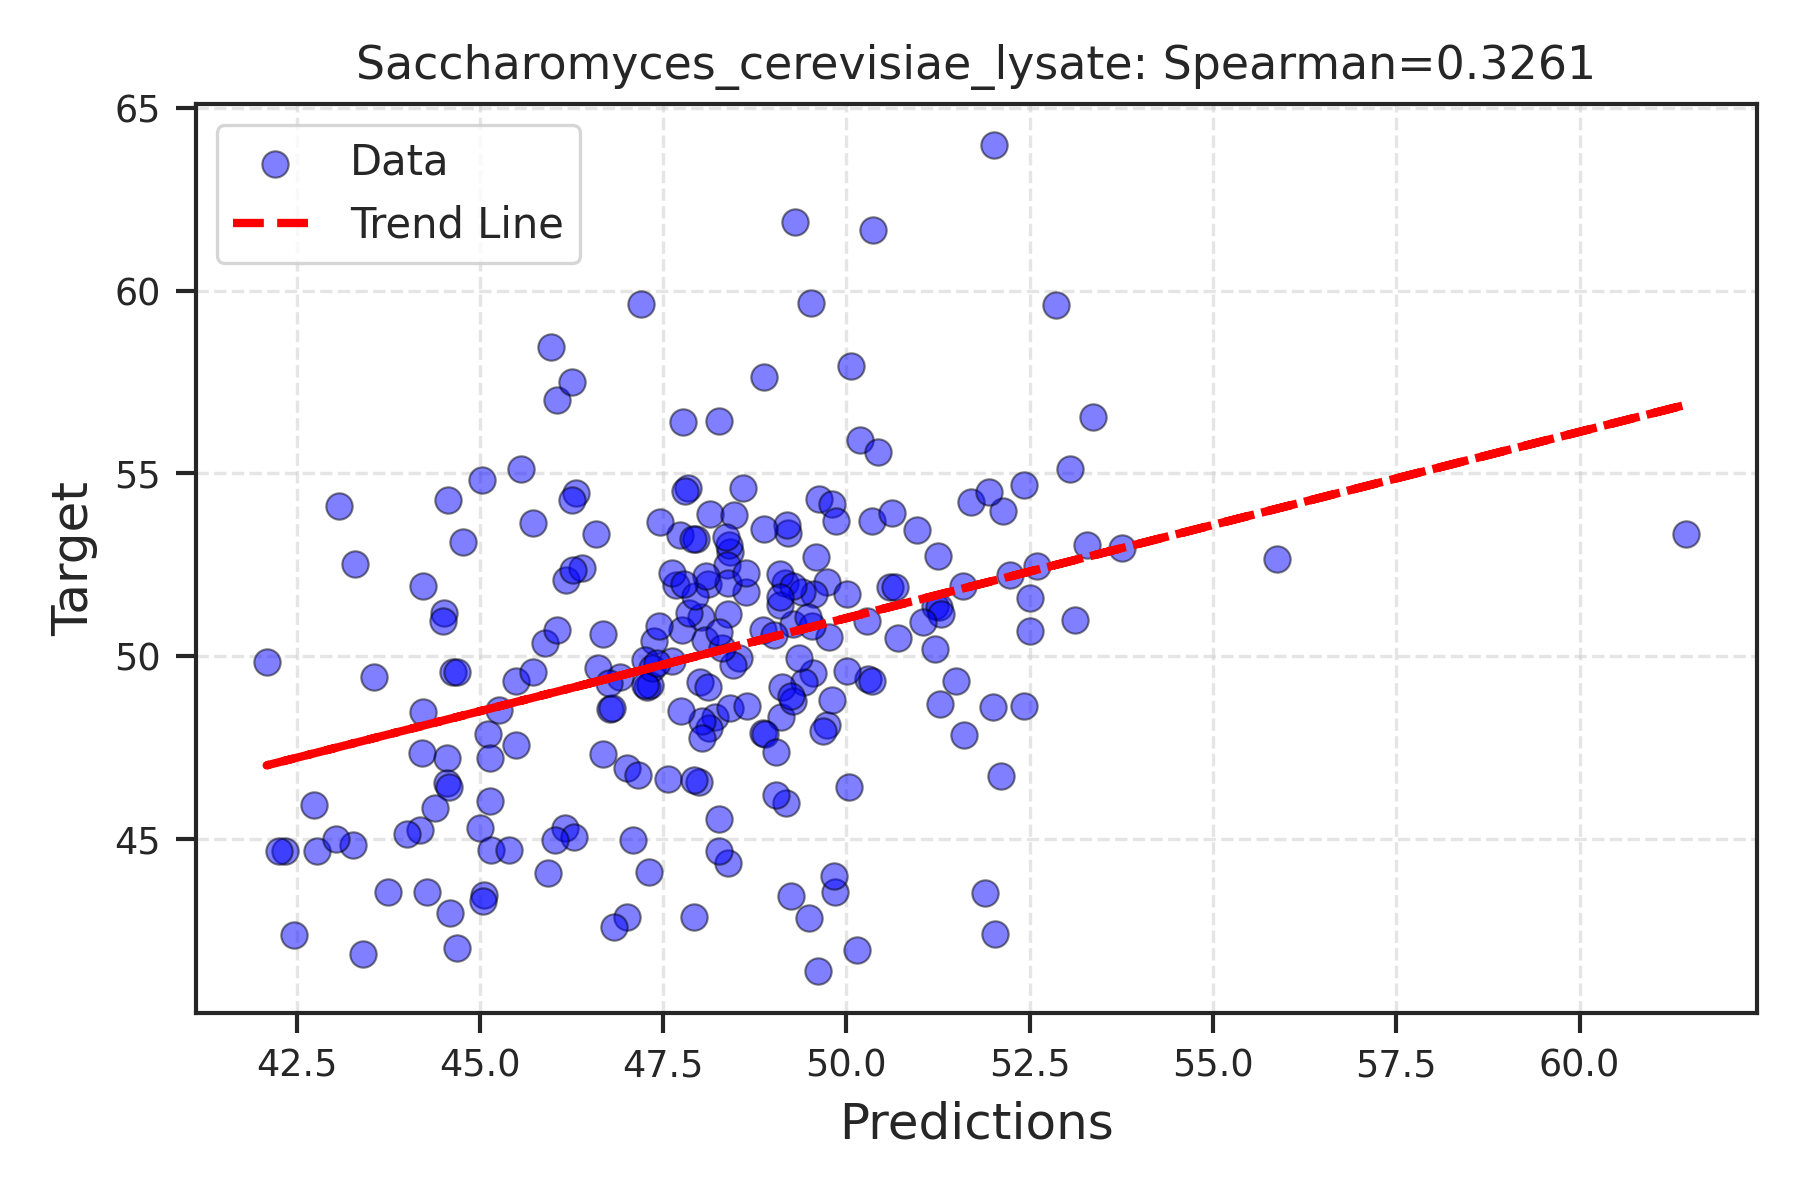 Saccharomyces_cerevisiae_lysate: Spearman=0.3261
Data
Trend Line
65
60
55
50
45
Target
42.5 45.0 47.5 50.0 52.5 55.0 57.5 60.0
Predictions